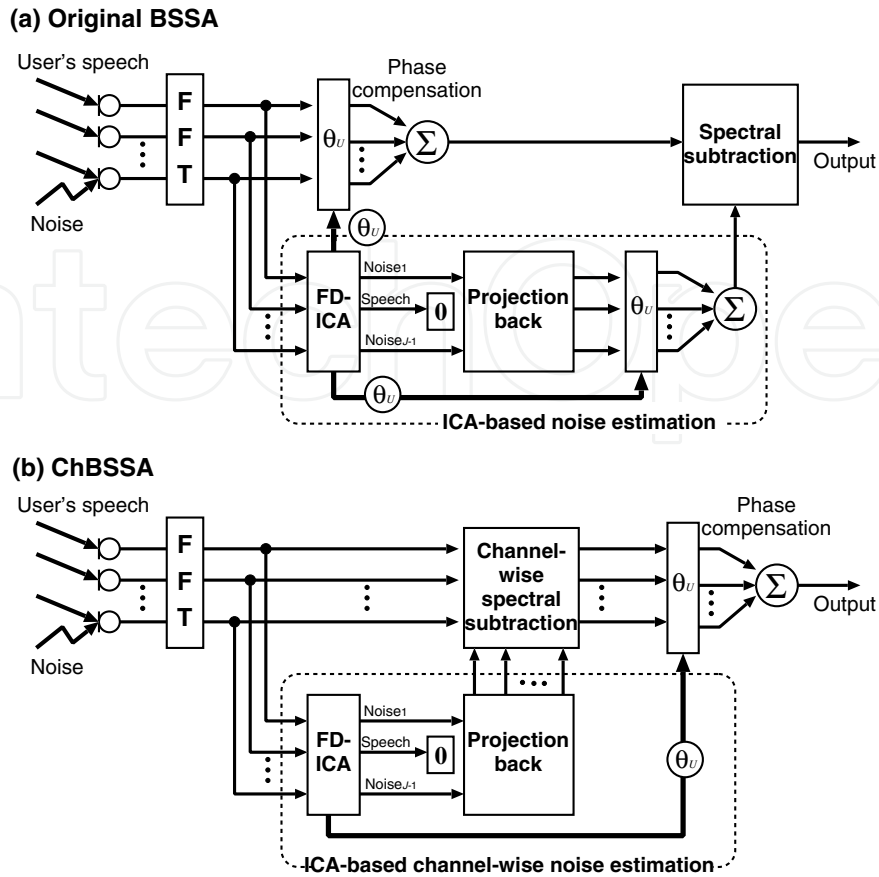 (a) Original BSSA
User's speech
Phase
compensation
F
F
T
θU
Σ
Spectral
subtraction
Output
Noise
θU
FD-
ICA
Noise1
Speech
0
NoiseJ-1
Projection
back
θU
Σ
θU
ICA-based noise estimation
(b) ChBSSA
User's speech
Phase
compensation
F
F
T
Channel-
wise
spectral
subtraction
θU
Σ
Output
Noise
FD-
ICA
Noise1
Speech
0
NoiseJ-1
Projection
back
θU
ICA-based channel-wise noise estimation
ntechOpe